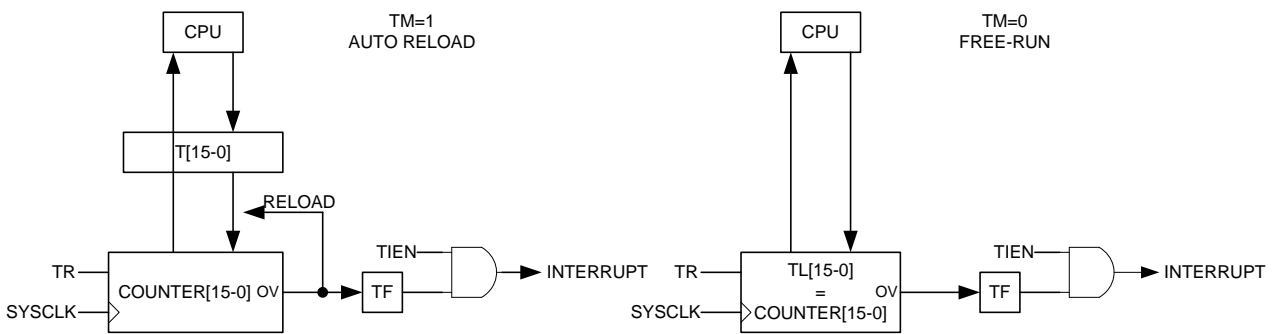 CPU
TM=1
AUTO RELOAD
T[15-0]
RELOAD
TR
SYSCLK
COUNTER[15-0]
OV
TF
TIEN
INTERRUPT
CPU
TM=0
FREE-RUN
TR
SYSCLK
TL[15-0]
=
COUNTER[15-0]
OV
TF
TIEN
INTERRUPT